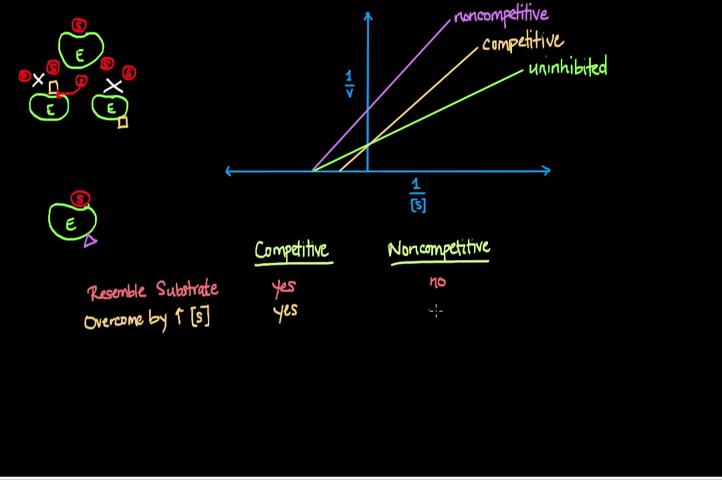 noncompetitive
competitive
uninhibited
1
V
1
[S]
S
E
S
S
S
S
E
E
S
E
Competitive
Noncompetitive
Resemble Substrate yes no
Overcome by ↑ [S] yes